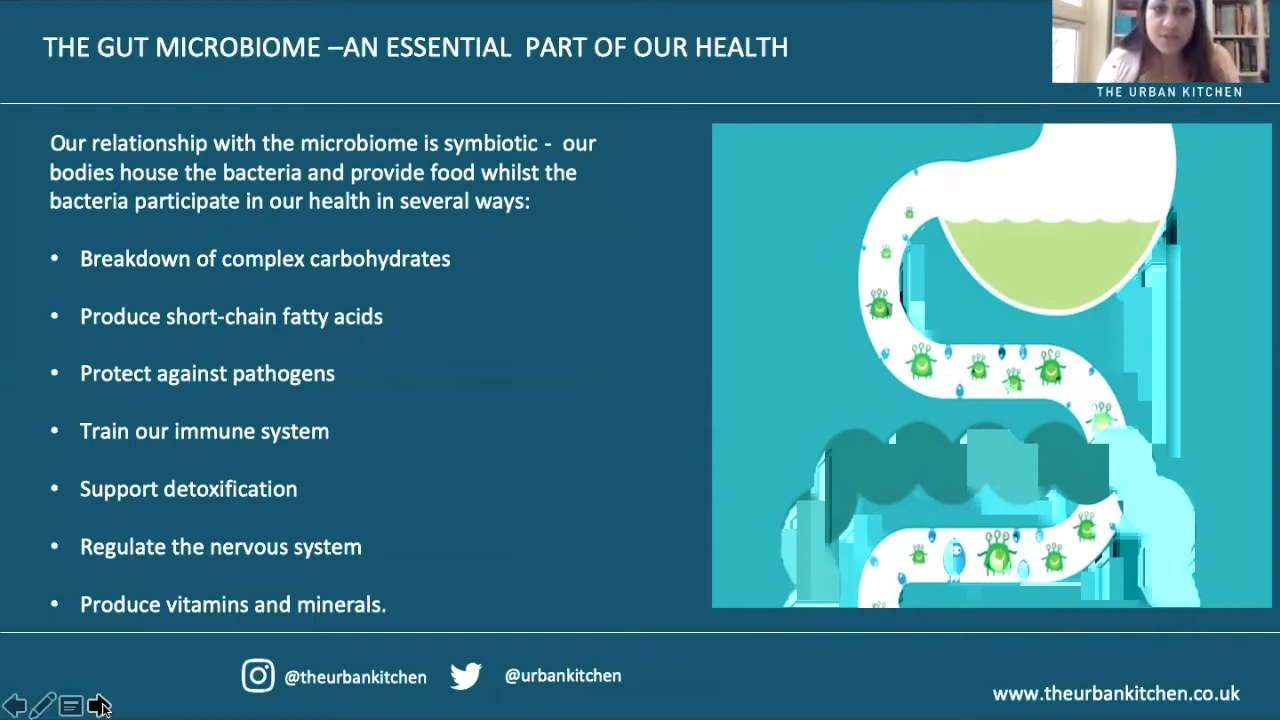 THE GUT MICROBIOME –AN ESSENTIAL PART OF OUR HEALTH
THE URBAN KITCHEN
Our relationship with the microbiome is symbiotic - our
bodies house the bacteria and provide food whilst the
bacteria participate in our health in several ways:
• Breakdown of complex carbohydrates
• Produce short-chain fatty acids
• Protect against pathogens
• Train our immune system
• Support detoxification
• Regulate the nervous system
• Produce vitamins and minerals.
@theurbankitchen
@urbankitchen
www.theurbankitchen.co.uk